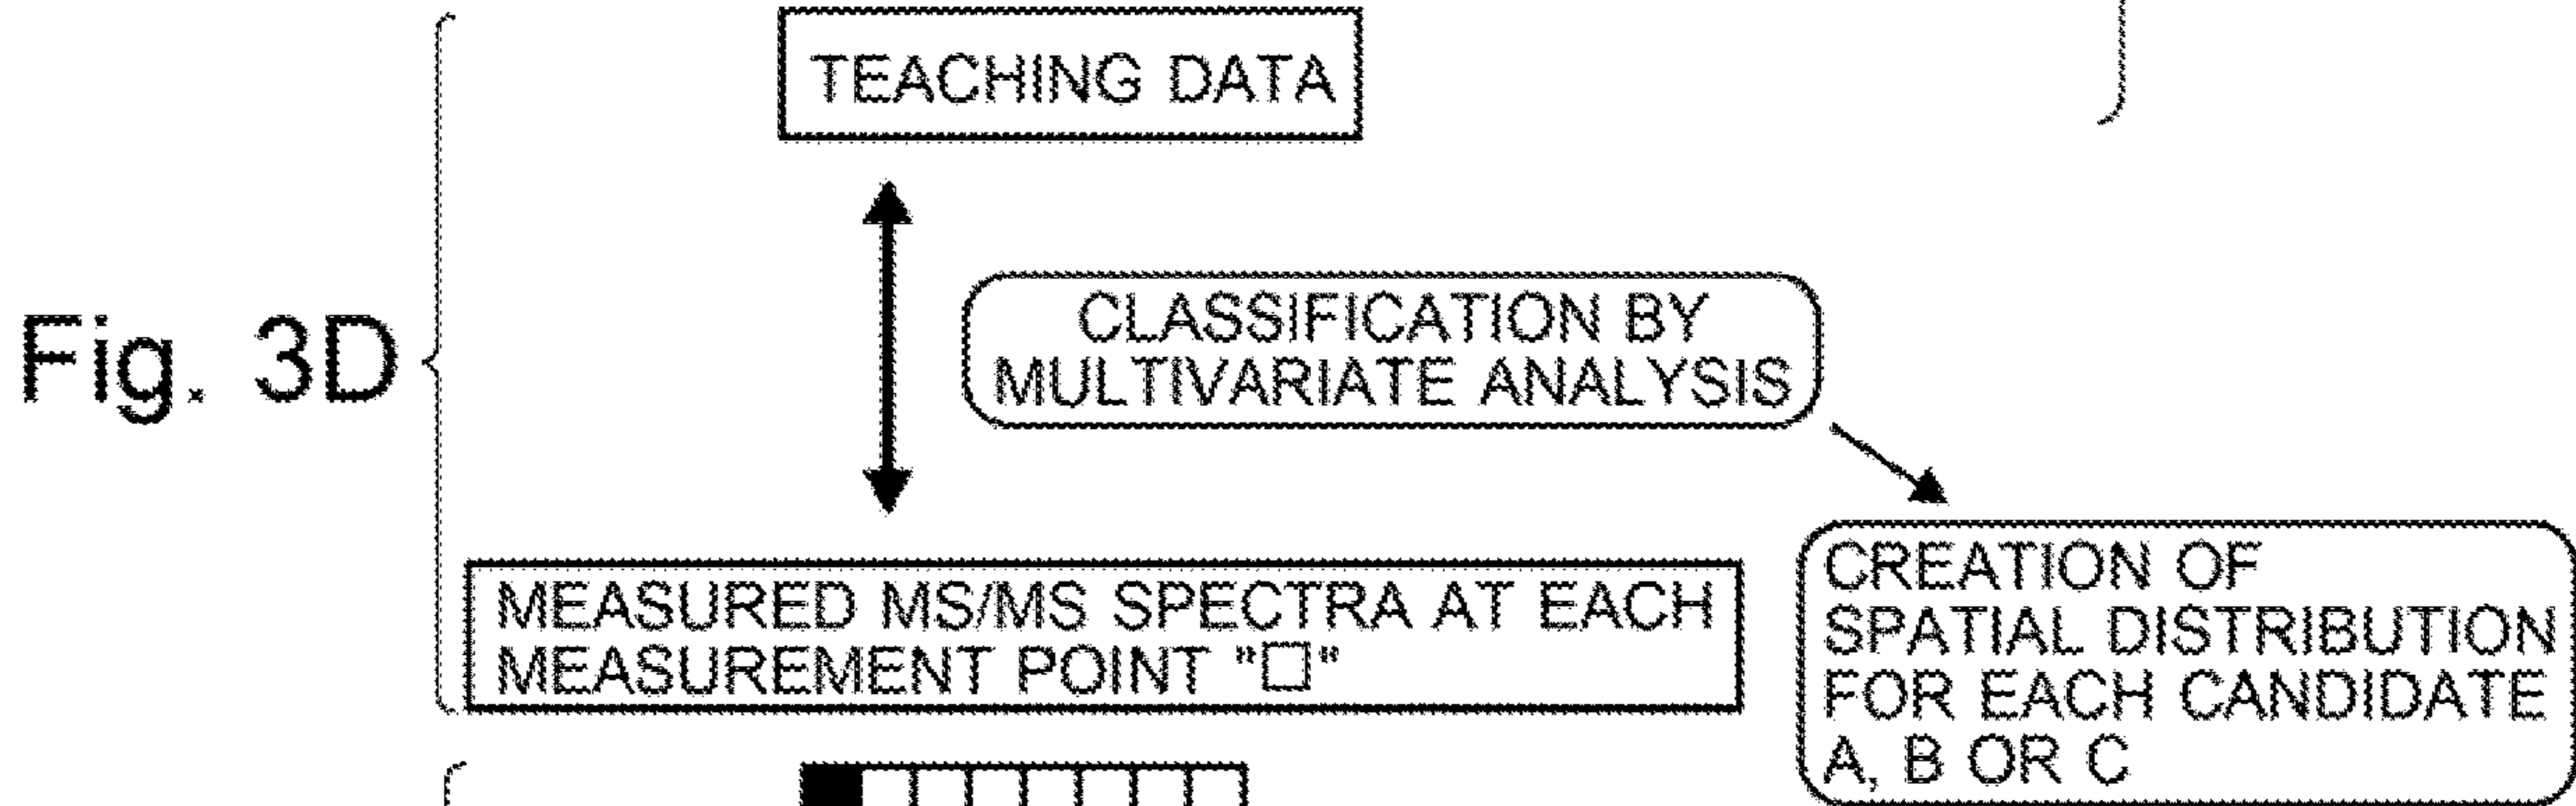 TEACHING DATA
Fig. 3D
CLASSIFICATION BY
MULTIVARIATE ANALYSIS
MEASURED MS/MS SPECTRA AT EACH
MEASUREMENT POINT "□"
CREATION OF
SPATIAL DISTRIBUTION
FOR EACH CANDIDATE
A, B OR C